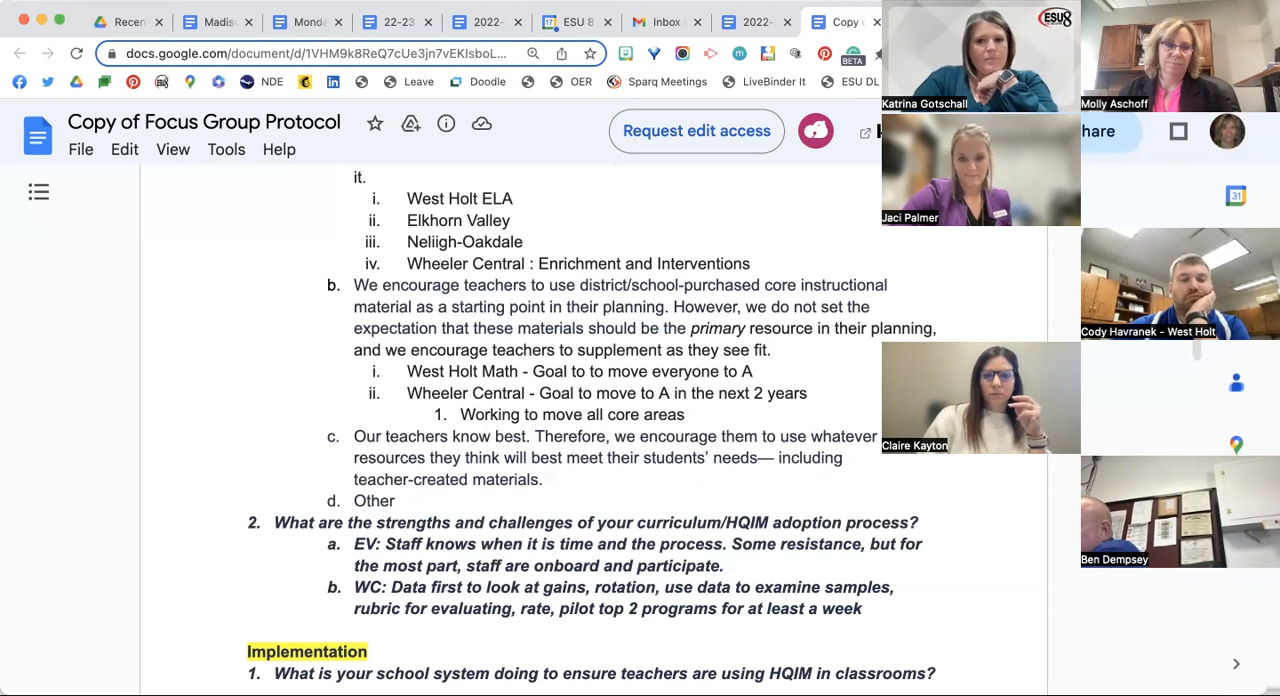 Recen
Madis
Mond
22-23
2022-
ESU 8
Inbox
2022-
Copy c
docs.google.com/document/d/1VHM9k8ReQ7cUe3jn7vEKisboL...
BETA
NDE
Leave
Doodle
OER
Sparq Meetings
LiveBinder It
ESU DL
Copy of Focus Group Protocol
File Edit View Tools Help
Request edit access
hare
31
it.
i. West Holt ELA
ii. Elkhorn Valley
iii. Neliigh-Oakdale
iv. Wheeler Central : Enrichment and Interventions
b. We encourage teachers to use district/school-purchased core instructional
material as a starting point in their planning. However, we do not set the
expectation that these materials should be the primary resource in their planning,
and we encourage teachers to supplement as they see fit.
i. West Holt Math - Goal to to move everyone to A
ii. Wheeler Central - Goal to move to A in the next 2 years
1. Working to move all core areas
c. Our teachers know best. Therefore, we encourage them to use whatever
resources they think will best meet their students’ needs— including
teacher-created materials.
d. Other
2. What are the strengths and challenges of your curriculum/HQIM adoption process?
a. EV: Staff knows when it is time and the process. Some resistance, but for
the most part, staff are onboard and participate.
b. WC: Data first to look at gains, rotation, use data to examine samples,
rubric for evaluating, rate, pilot top 2 programs for at least a week
Implementation
1. What is your school system doing to ensure teachers are using HQIM in classrooms?
ESU8
Katrina Gotschall
Molly Aschoff
Jaci Palmer
Cody Havranek - West Holt
Claire Kayton
Ben Dempsey